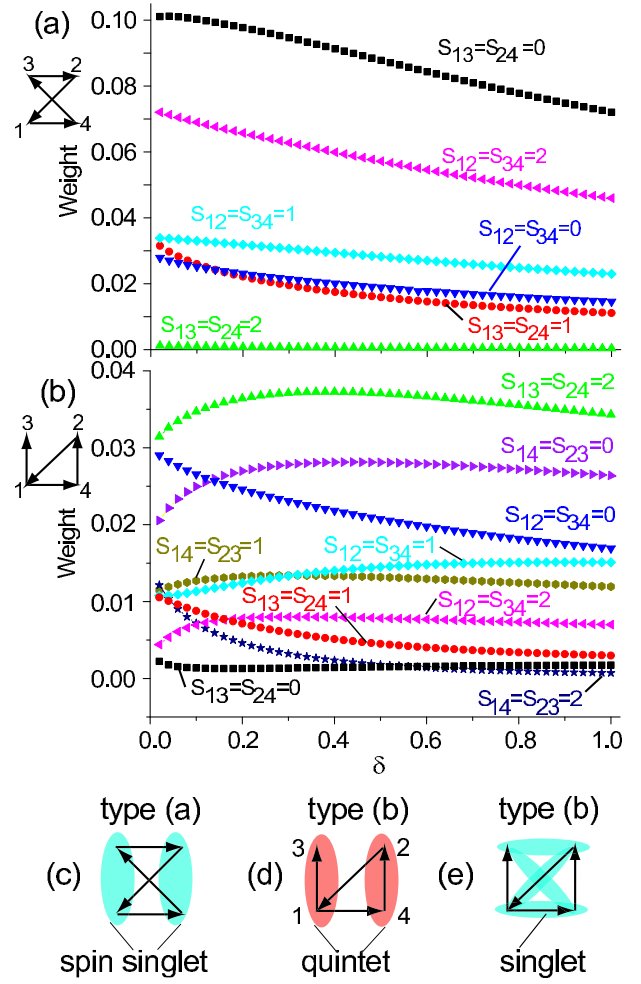 (a)
3 2
1 4
Weight
0.10
0.08
0.06
0.04
0.02
0.00
S13=S24=0
S12=S34=2
S12=S34=1
S12=S34=0
S13=S24=1
S13=S24=2
(b)
3 2
1 4
Weight
0.04
0.03
0.02
0.01
0.00
S13=S24=2
S14=S23=0
S12=S34=0
S14=S23=1
S12=S34=1
S13=S24=1
S12=S34=2
S13=S24=0
S14=S23=2
0.0 0.2 0.4 0.6 0.8 1.0
δ
type (a) type (b) type (b)
(c) (d) 3 2 (e)
1 4
spin singlet quintet singlet